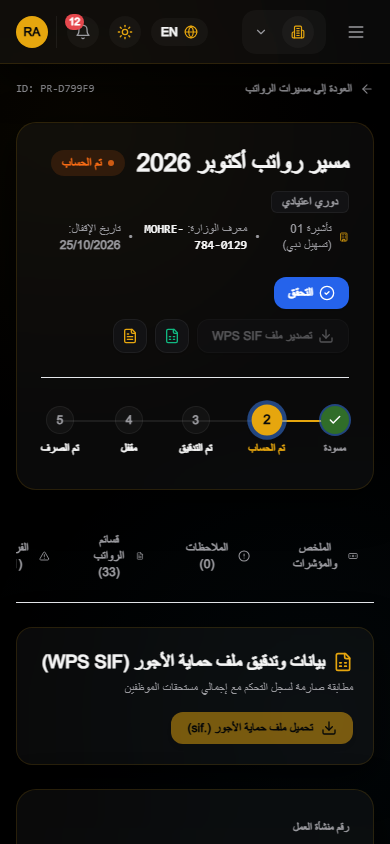 RA
12
EN
العودة إلى مسيرات الرواتب
ID: PR-D799F9
مسير رواتب أكتوبر 2026
تم الحساب
دوري اعتيادي
تأشيرة 01 (تسهيل نبي)
•
معرف الوزارة: MOHRE-784-0129
•
تاريخ الإقفال: 25/10/2026
التحقق
تصدير ملف WPS SIF
2
3
4
5
مسودة
تم الحساب
تم التدقيق
مقفل
تم الصرف
الملخص والمؤشرات
الملاحظات (0)
قسائم الرواتب (33)
بيانات وتدقيق ملف حماية الأجور (WPS SIF)
مطابقة صارمة لسجل التحكم مع إجمالي مستحقات الموظفين
تحميل ملف حماية الأجور (.sif)
رقم منشأة العمل